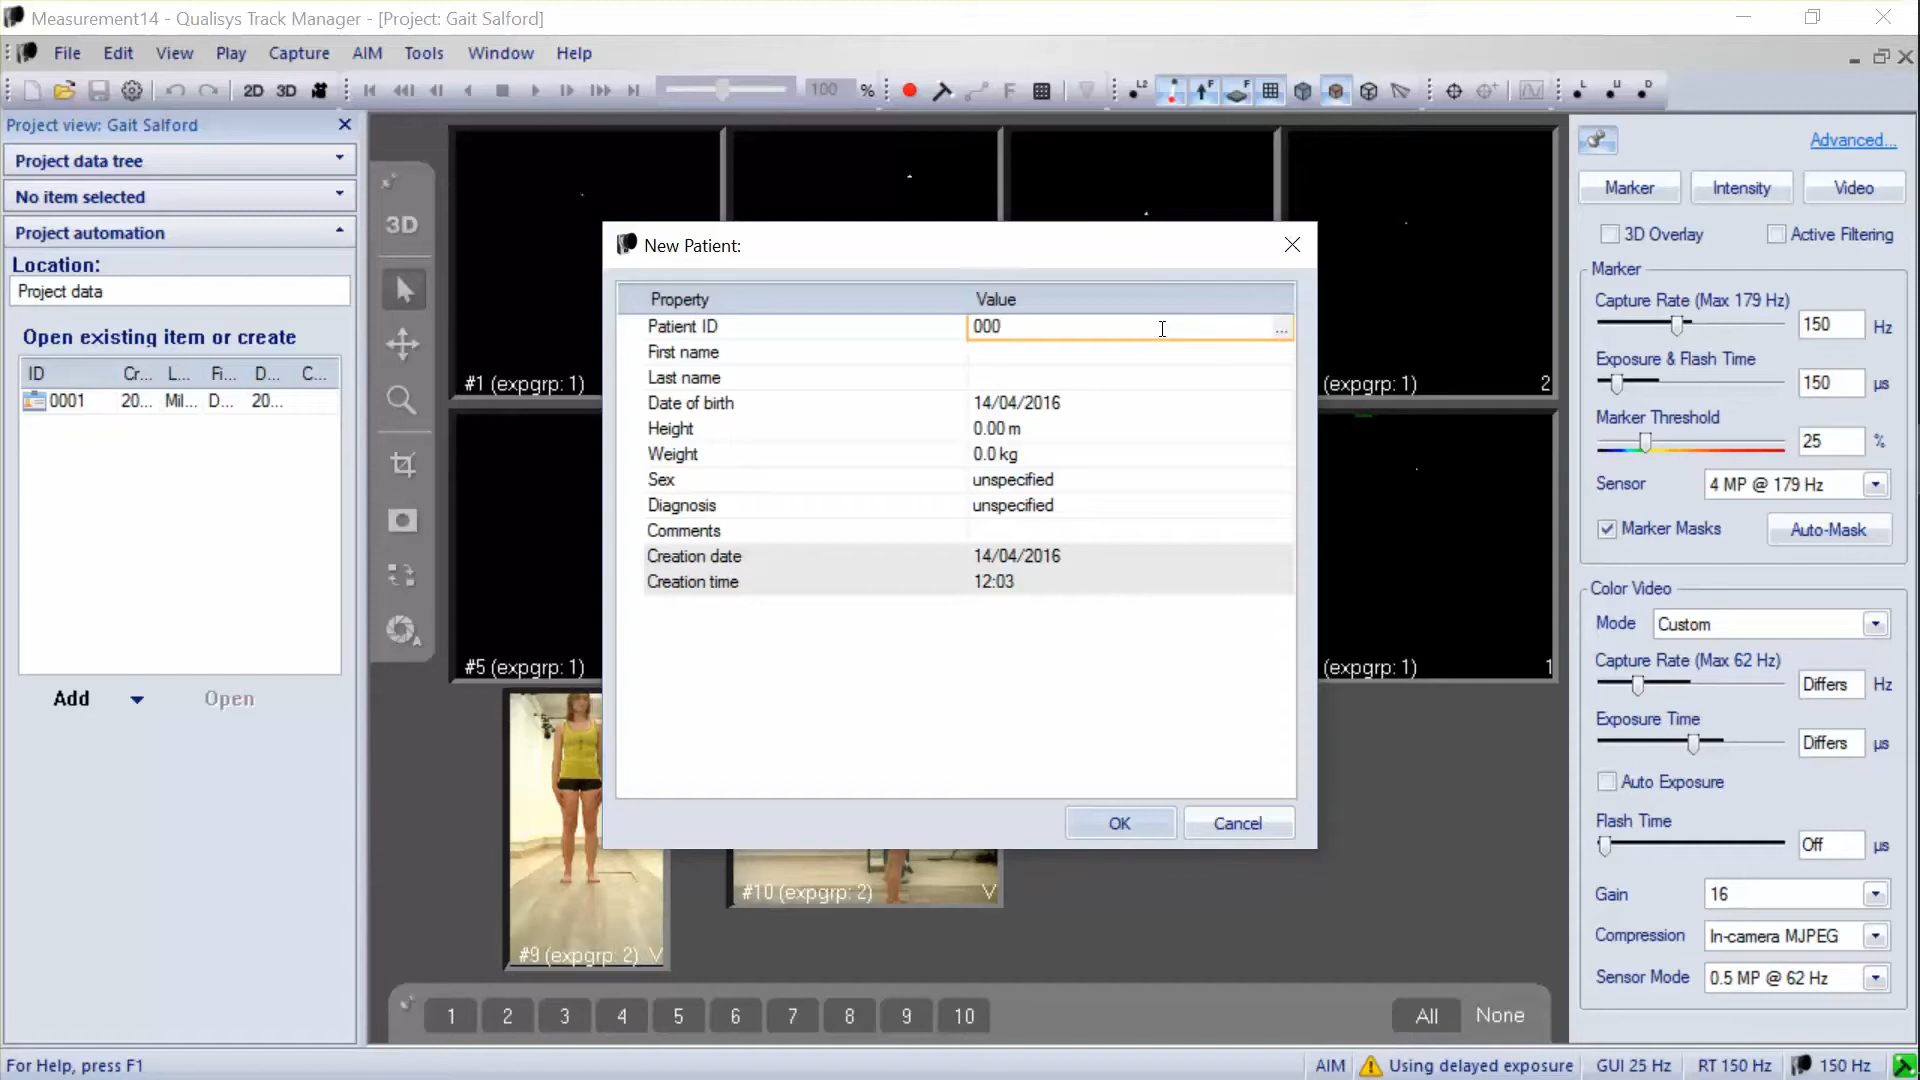 Measurement14 - Qualisys Track Manager - [Project: Gait Salford]
File Edit View Play Capture AIM Tools Window Help
2D 3D 100 % F L2 F F L U D
Project view: Gait Salford
Project data tree
No item selected
Project automation
Location:
Project data
Open existing item or create
ID Cr... L... Fi... D... C...
0001 20... Mil... D... 20...
Add Open
3D
#1 (expgrp: 1)
(expgrp: 1) 2
#5 (expgrp: 1)
(expgrp: 1) 1
#9 (expgrp: 2) V
#10 (expgrp: 2) V
New Patient:
Property Value
Patient ID 000 ...
First name
Last name
Date of birth 14/04/2016
Height 0.00 m
Weight 0.0 kg
Sex unspecified
Diagnosis unspecified
Comments
Creation date 14/04/2016
Creation time 12:03
OK Cancel
1 2 3 4 5 6 7 8 9 10 All None
Advanced...
Marker Intensity Video
3D Overlay Active Filtering
Marker
Capture Rate (Max 179 Hz)
150 Hz
Exposure & Flash Time
150 µs
Marker Threshold
25 %
Sensor 4 MP @ 179 Hz
Marker Masks Auto-Mask
Color Video
Mode Custom
Capture Rate (Max 62 Hz)
Differs Hz
Exposure Time
Differs µs
Auto Exposure
Flash Time
Off µs
Gain 16
Compression In-camera MJPEG
Sensor Mode 0.5 MP @ 62 Hz
For Help, press F1 AIM Using delayed exposure GUI 25 Hz RT 150 Hz 150 Hz